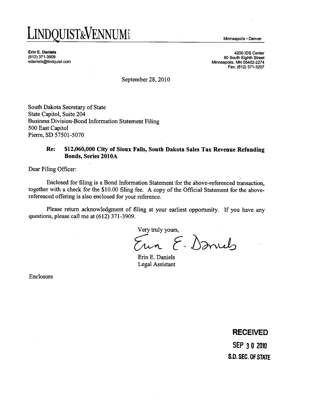 LINDQUIST & VENNUM
Minneapolis • Denver
Erin E. Daniels
(612) 371-3909
edaniels@lindquist.com
4200 IDS Center
80 South Eighth Street
Minneapolis, MN 55402-2274
Fax: (612) 371-3207
September 28, 2010
South Dakota Secretary of State
State Capitol, Suite 204
Business Division-Bond Information Statement Filing
500 East Capitol
Pierre, SD 57501-5070
Re: $12,060,000 City of Sioux Falls, South Dakota Sales Tax Revenue Refunding
Bonds, Series 2010A
Dear Filing Officer:
Enclosed for filing is a Bond Information Statement for the above-referenced transaction,
together with a check for the $10.00 filing fee. A copy of the Official Statement for the above-
referenced offering is also enclosed for your reference.
Please return acknowledgment of filing at your earliest opportunity. If you have any
questions, please call me at (612) 371-3909.
Very truly yours,
Erin E. Daniels
Erin E. Daniels
Legal Assistant
Enclosure
RECEIVED
SEP 30 2010
S.D. SEC. OF STATE